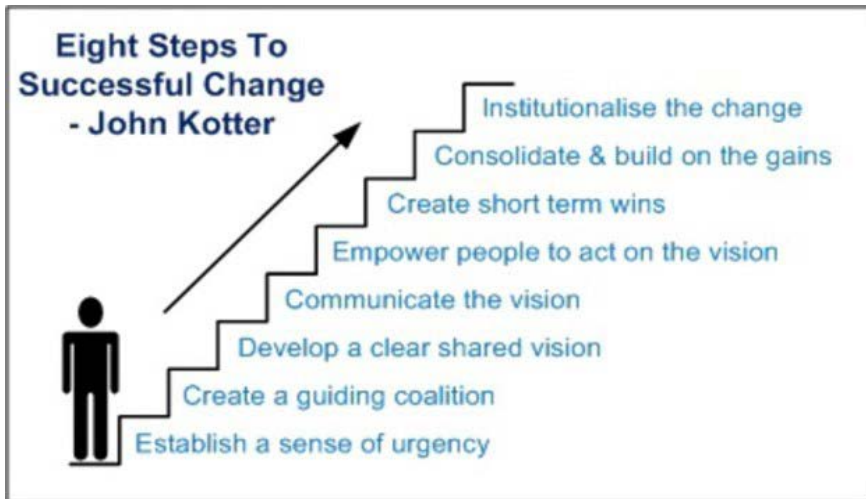 Eight Steps To
Successful Change
- John Kotter
Institutionalise the change
Consolidate & build on the gains
Create short term wins
Empower people to act on the vision
Communicate the vision
Develop a clear shared vision
Create a guiding coalition
Establish a sense of urgency